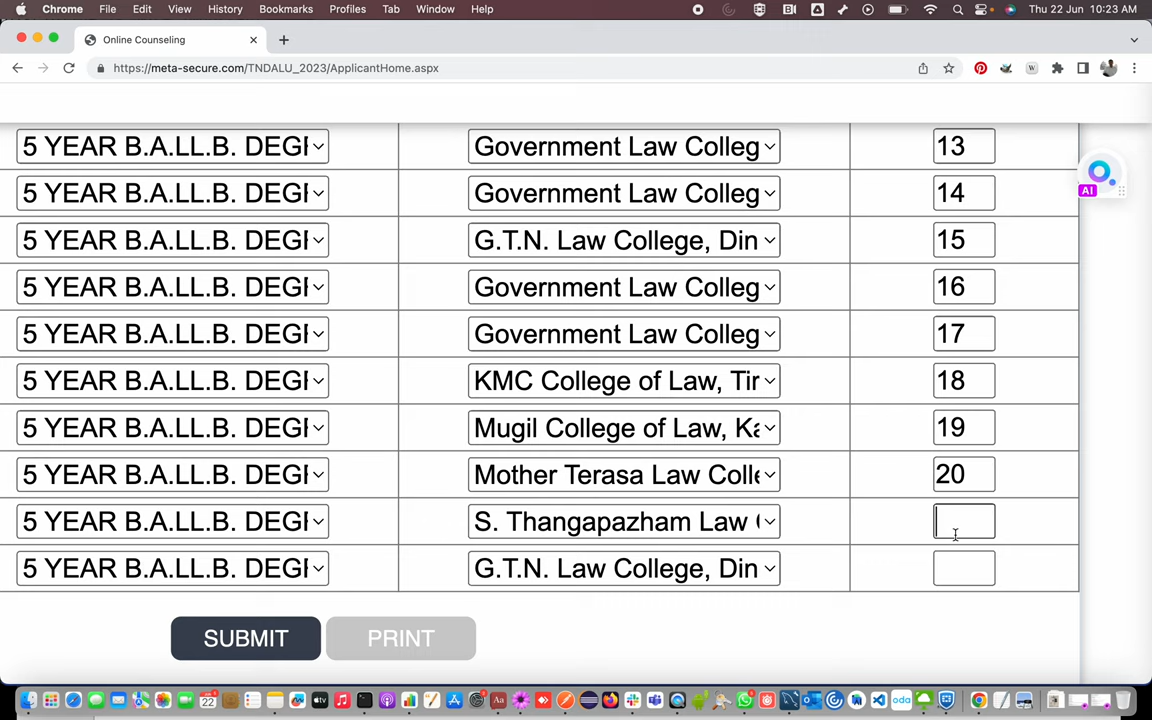 Chrome File Edit View History Bookmarks Profiles Tab Window Help Thu 22 Jun 10:23 AM
Online Counseling
https://meta-secure.com/TNDALU_2023/ApplicantHome.aspx
5 YEAR B.A.LL.B. DEGI Government Law Colleg 13
5 YEAR B.A.LL.B. DEGI Government Law Colleg 14
5 YEAR B.A.LL.B. DEGI G.T.N. Law College, Din 15
5 YEAR B.A.LL.B. DEGI Government Law Colleg 16
5 YEAR B.A.LL.B. DEGI Government Law Colleg 17
5 YEAR B.A.LL.B. DEGI KMC College of Law, Tir 18
5 YEAR B.A.LL.B. DEGI Mugil College of Law, Ka 19
5 YEAR B.A.LL.B. DEGI Mother Terasa Law Colle 20
5 YEAR B.A.LL.B. DEGI S. Thangapazham Law
5 YEAR B.A.LL.B. DEGI G.T.N. Law College, Din
AI
SUBMIT PRINT
22
oda